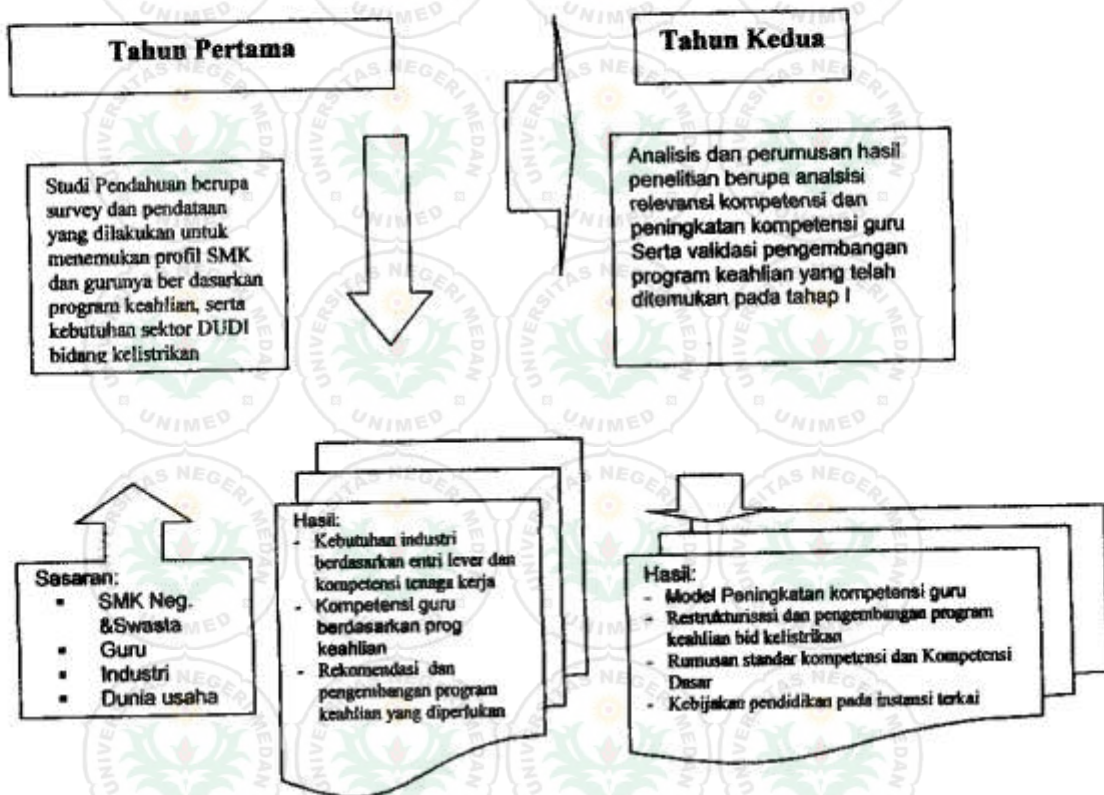 Tahun Pertama
Studi Pendahuan berupa
survey dan pendataan
yang dilakukan untuk
menemukan profil SMK
dan gurunya ber dasarkan
program keahlian, serta
kebutuhan sektor DUDI
bidang kelistrikan
Sasaran:
▪ SMK Neg.
&Swasta
▪ Guru
▪ Industri
▪ Dunia usaha
Hasil:
- Kebutuhan industri
berdasarkan entri lever dan
kompetensi tenaga kerja
- Kompetensi guru
berdasarkan prog
keahlian
- Rekomendasi dan
pengembangan program
keahlian yang diperlukan
Tahun Kedua
Analisis dan perumusan hasil
penelitian berupa analsisi
relevansi kompetensi dan
peningkatan kompetensi guru
Serta validasi pengembangan
program keahlian yang telah
ditemukan pada tahap I
Hasil:
- Model Peningkatan kompetensi guru
- Restrukturisasi dan pengembangan program
keahlian bid kelistrikan
- Rumusan standar kompetensi dan Kompetensi
Dasar
- Kebijakan pendidikan pada instansi terkai
UNIVERSITAS NEGERI MEDAN
UNIMED